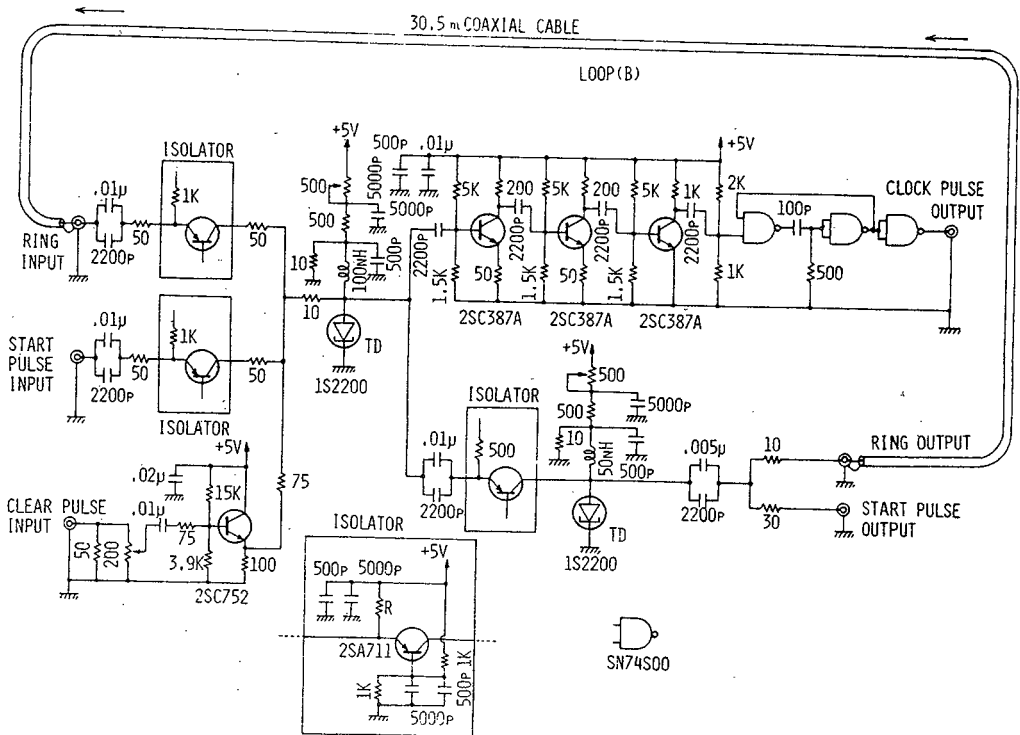 30.5 m COAXIAL CABLE
LOOP(B)
+5V
500P
.01μ
+5V
ISOLATOR
500
5000P
5000P
5K
200
5K
200
5K
1K
2K
CLOCK PULSE
OUTPUT
.01μ
1K
500
2200P
2200P
2200P
2200P
100P
RING
INPUT
2200P
50
50
10
100nH
500P
1.5K
50
1.5K
50
1.5K
1K
500
10
2SC387A
2SC387A
2SC387A
.01μ
1K
TD
START
PULSE
INPUT
2200P
50
50
1S2200
+5V
500
ISOLATOR
ISOLATOR
500
5000P
+5V
.01μ
500
10
50nH
500P
.005μ
10
RING OUTPUT
.02μ
15K
75
2200P
2200P
30
START PULSE
OUTPUT
CLEAR PULSE
INPUT
.01μ
75
ISOLATOR
TD
1S2200
50
200
3.9K
100
2SC752
+5V
500P
5000P
R
2SA711
1K
1K
5000P
500P
SN74S00